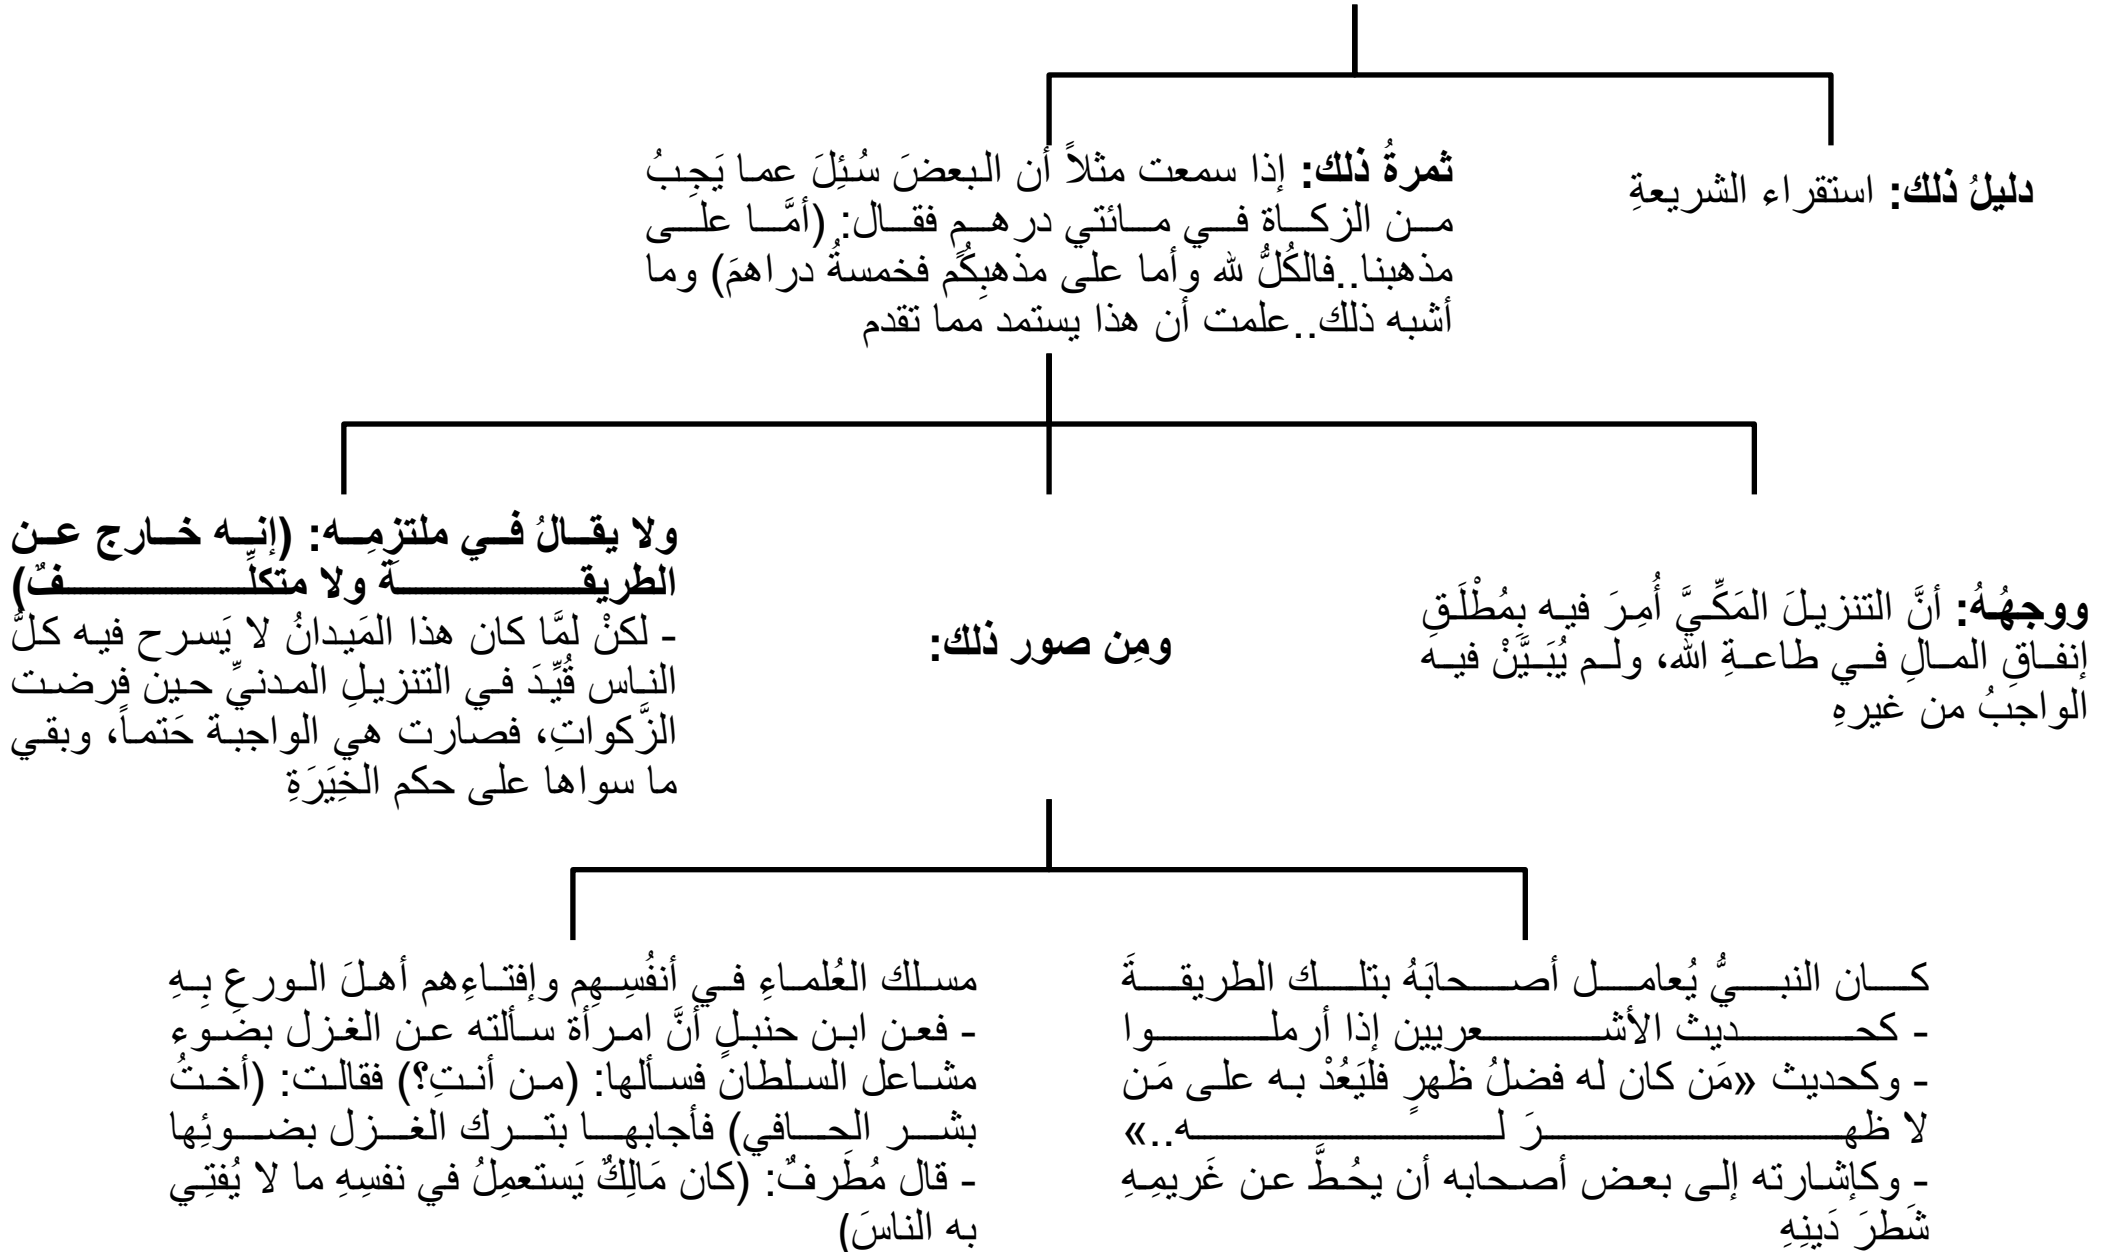 دليلُ ذلك: استقراء الشريعةِ
ثمرةُ ذلك: إذا سمعت مثلاً أن البعضَ سُئِلَ عما يَجِبُ
من الزكاة في مائتي درهمٍ فقال: (أمَّا على
مذهبنا..فالكُلُّ لله وأما على مذهبِكُم فخمسةُ دراهمَ) وما
أشبه ذلك..علمت أن هذا يستمد مما تقدم
ووجهُهُ: أنَّ التنزيلَ المَكِّيَّ أُمِرَ فيه بِمُطْلَقِ
إنفاقِ المالِ في طاعةِ الله، ولم يُبَيَّنْ فيه
الواجبُ من غيرهِ
ومِن صور ذلك:
ولا يقالُ في ملتزِمِه: (إنه خارج عن
الطريقة ولا متكلِّفٌ)
- لكنْ لمَّا كان هذا المَيدانُ لا يَسرح فيه كلُّ
الناس قُيِّدَ في التنزيلِ المدنيِّ حين فرضت
الزَّكواتِ، فصارت هي الواجبة حَتماً، وبقي
ما سواها على حكم الخِيَرَةِ
كان النبيُّ يُعامل أصحابَهُ بتلك الطريقةَ
- كحديث الأشعريين إذا أرملوا
- وكحديث «مَن كان له فضلُ ظهرٍ فليَعُدْ به على مَن
لا ظهرَ له..»
- وكإشارته إلى بعض أصحابه أن يحُطَّ عن غَريمِهِ
شَطرَ دَينِهِ
مسلك العُلماءِ في أنفُسِهِم وإفتاءِهم أهلَ الورعِ بِهِ
- فعن ابن حنبلٍ أنَّ امرأة سألته عن الغزل بضَوء
مشاعل السلطان فسألها: (من أنتِ؟) فقالت: (أختُ
بشر الحافي) فأجابها بترك الغزل بضوئِها
- قال مُطَرفٌ: (كان مَالِكٌ يَستعمِلُ في نفسِهِ ما لا يُفتِي
به الناسَ)